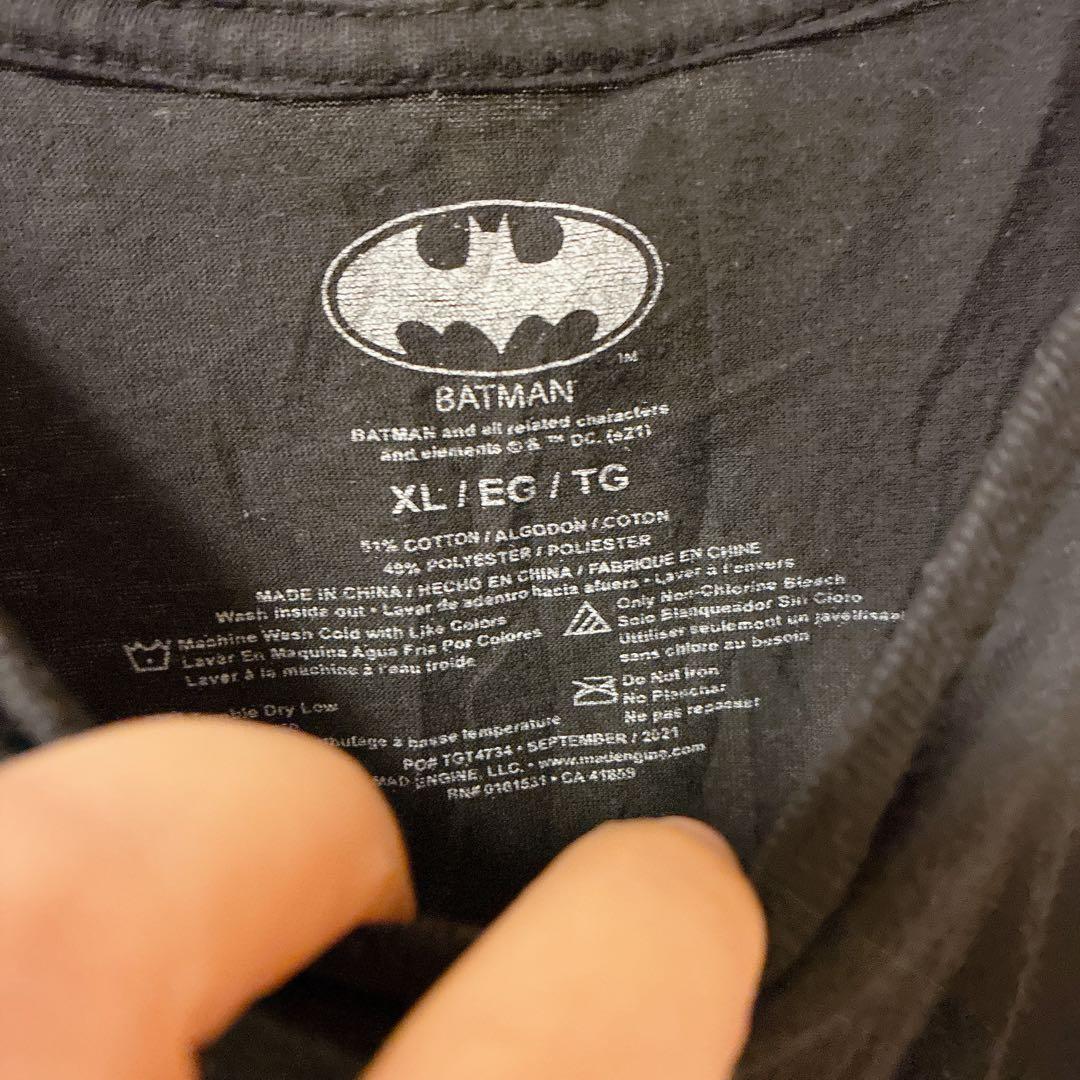 TM
BATMAN
BATMAN and all related characters
and elements © & ™ DC. (s21)
XL / EG / TG
51% COTTON / ALGODON / COTON
49% POLYESTER / POLIESTER
MADE IN CHINA / HECHO EN CHINA / FABRIQUE EN CHINE
Wash inside out • Lavar de adentro hacia afuera • Laver à l'envers
Machine Wash Cold with Like Colors
Lavar En Maquina Agua Fria Por Colores
Laver à la machine à l'eau froide
Only Non-Chlorine Bleach
Solo Blanqueador Sin Cloro
Utiliser seulement un javellisant
sans chlore au besoin
Dry Low
à basse température
Do Not Iron
No Planchar
Ne pas repasser
PO# TGT4734 • SEPTEMBER / 2021
MAD ENGINE, LLC. • www.madengine.com
RN# 0101531 • CA 41859